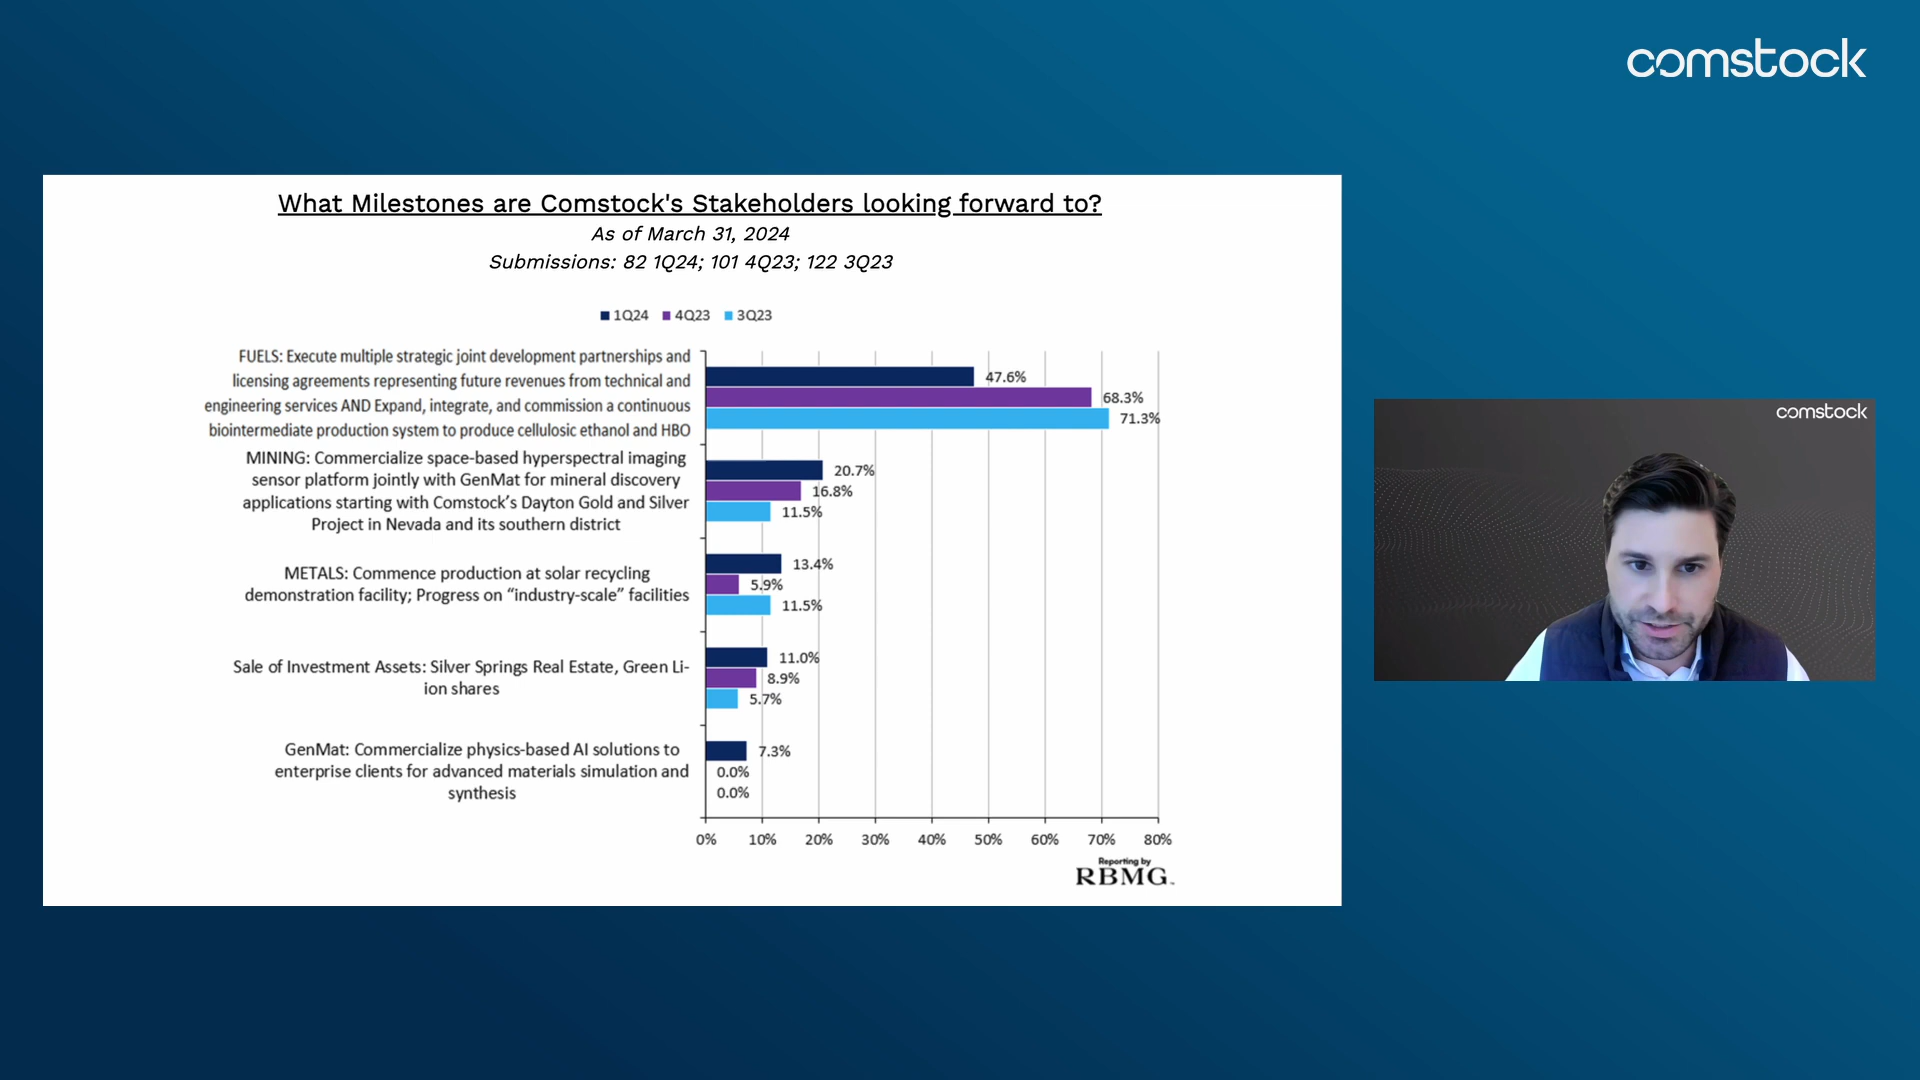 comstock
What Milestones are Comstock's Stakeholders looking forward to?
As of March 31, 2024
Submissions: 82 1Q24; 101 4Q23; 122 3Q23
1Q24 4Q23 3Q23
FUELS: Execute multiple strategic joint development partnerships and
licensing agreements representing future revenues from technical and
engineering services AND Expand, integrate, and commission a continuous
biointermediate production system to produce cellulosic ethanol and HBO
47.6%
68.3%
71.3%
MINING: Commercialize space-based hyperspectral imaging
sensor platform jointly with GenMat for mineral discovery
applications starting with Comstock’s Dayton Gold and Silver
Project in Nevada and its southern district
20.7%
16.8%
11.5%
METALS: Commence production at solar recycling
demonstration facility; Progress on “industry-scale” facilities
13.4%
5.9%
11.5%
Sale of Investment Assets: Silver Springs Real Estate, Green Li-
ion shares
11.0%
8.9%
5.7%
GenMat: Commercialize physics-based AI solutions to
enterprise clients for advanced materials simulation and
synthesis
7.3%
0.0%
0.0%
0% 10% 20% 30% 40% 50% 60% 70% 80%
Reporting by
RBMG
comstock